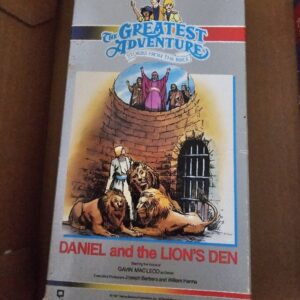 The
GREATEST
ADVENTURE
STORIES FROM THE BIBLE
DANIEL and the LION'S DEN
Starring the Voice of
GAVIN MACLEOD as Darius
Executive Producers Joseph Barbera and William Hanna